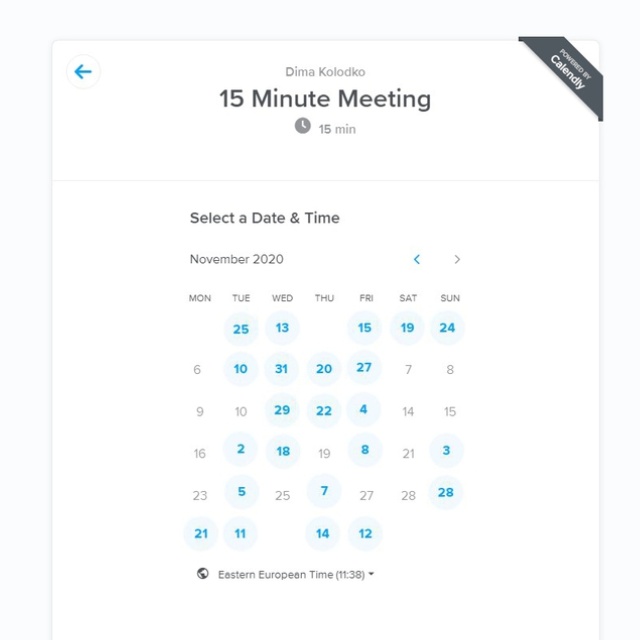 POWERED BY
Calendly
Dima Kolodko
15 Minute Meeting
15 min
Select a Date & Time
November 2020
MON TUE WED THU FRI SAT SUN
25 13 15 19 24
6 10 31 20 27 7 8
9 10 29 22 4 14 15
16 2 18 19 8 21 3
23 5 25 7 27 28 28
21 11 14 12
Eastern European Time (11:38)